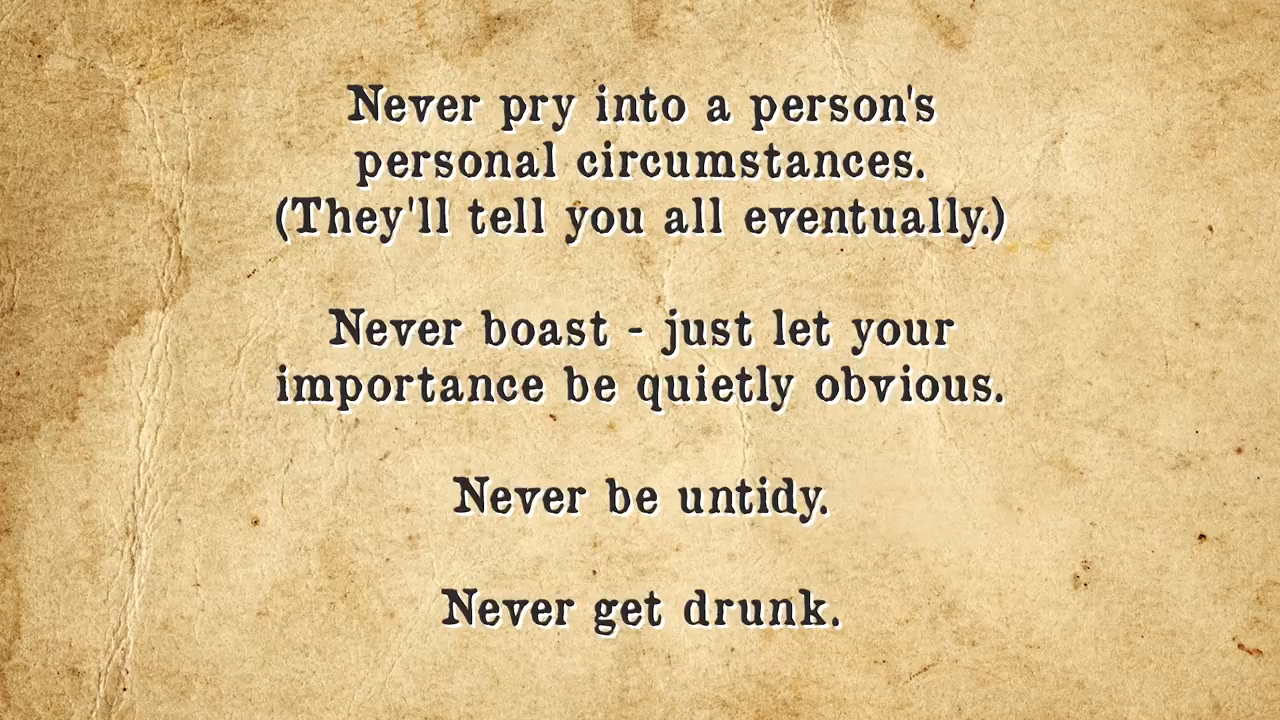 Never pry into a person's
personal circumstances.
(They'll tell you all eventually.)
Never boast - just let your
importance be quietly obvious.
Never be untidy.
Never get drunk.